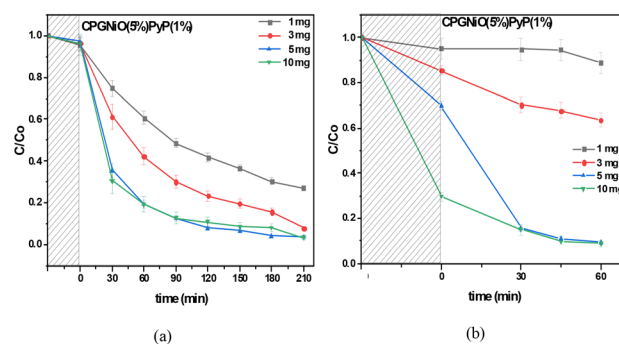 CPGNiO(5%)PyP(1%)
1 mg
3 mg
5 mg
10 mg
1.0
0.8
0.6
0.4
0.2
0.0
C/Co
0 30 60 90 120 150 180 210
time (min)
(a)
CPGNiO(5%)PyP(1%)
1 mg
3 mg
5 mg
10 mg
1.0
0.8
0.6
0.4
0.2
0.0
C/Co
0 30 60
time (min)
(b)